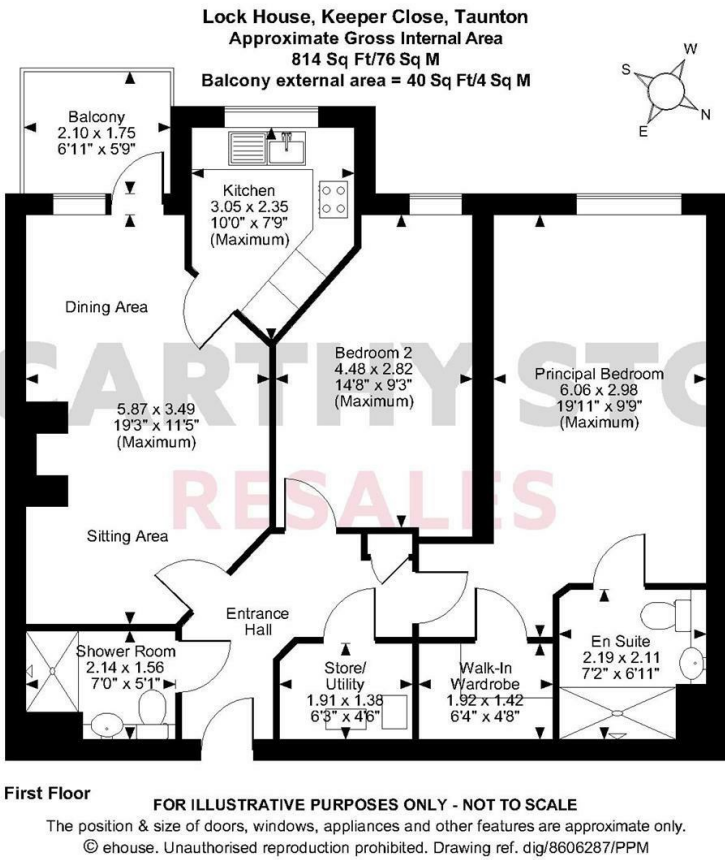 Lock House, Keeper Close, Taunton
Approximate Gross Internal Area
814 Sq Ft/76 Sq M
Balcony external area = 40 Sq Ft/4 Sq M
W
S
N
E
Balcony
2.10 x 1.75
6'11" x 5'9"
Kitchen
3.05 x 2.35
10'0" x 7'9"
(Maximum)
Dining Area
Bedroom 2
4.48 x 2.82
14'8" x 9'3"
(Maximum)
Principal Bedroom
6.06 x 2.98
19'11" x 9'9"
(Maximum)
5.87 x 3.49
19'3" x 11'5"
(Maximum)
CARTHY STO
RESALES
Sitting Area
Entrance
Hall
Shower Room
2.14 x 1.56
7'0" x 5'1"
Store/
Utility
1.91 x 1.38
6'3" x 4'6"
Walk-In
Wardrobe
1.92 x 1.42
6'4" x 4'8"
En Suite
2.19 x 2.11
7'2" x 6'11"
First Floor
FOR ILLUSTRATIVE PURPOSES ONLY - NOT TO SCALE
The position & size of doors, windows, appliances and other features are approximate only.
© ehouse. Unauthorised reproduction prohibited. Drawing ref. dig/8606287/PPM